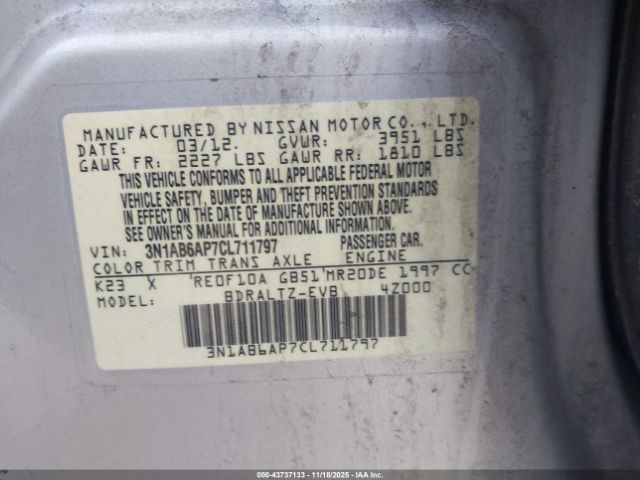 MANUFACTURED BY NISSAN MOTOR CO., LTD.
DATE: 03/12. GVWR: 3951 LBS
GAWR FR: 2227 LBS GAWR RR: 1810 LBS
THIS VEHICLE CONFORMS TO ALL APPLICABLE FEDERAL MOTOR
VEHICLE SAFETY, BUMPER AND THEFT PREVENTION STANDARDS
IN EFFECT ON THE DATE OF MANUFACTURE SHOWN ABOVE.
SEE OWNER'S MANUAL FOR ADDITIONAL INFORMATION.
VIN: 3N1AB6AP7CL711797 PASSENGER CAR.
COLOR TRIM TRANS AXLE ENGINE
K23 X 'RE0F10A GB51'MR20DE 1997 CC
MODEL: BDRALTZ-EVB 4Z000
3N1AB6AP7CL711797
000-43737133 | 11/18/2025 | IAAI.COM